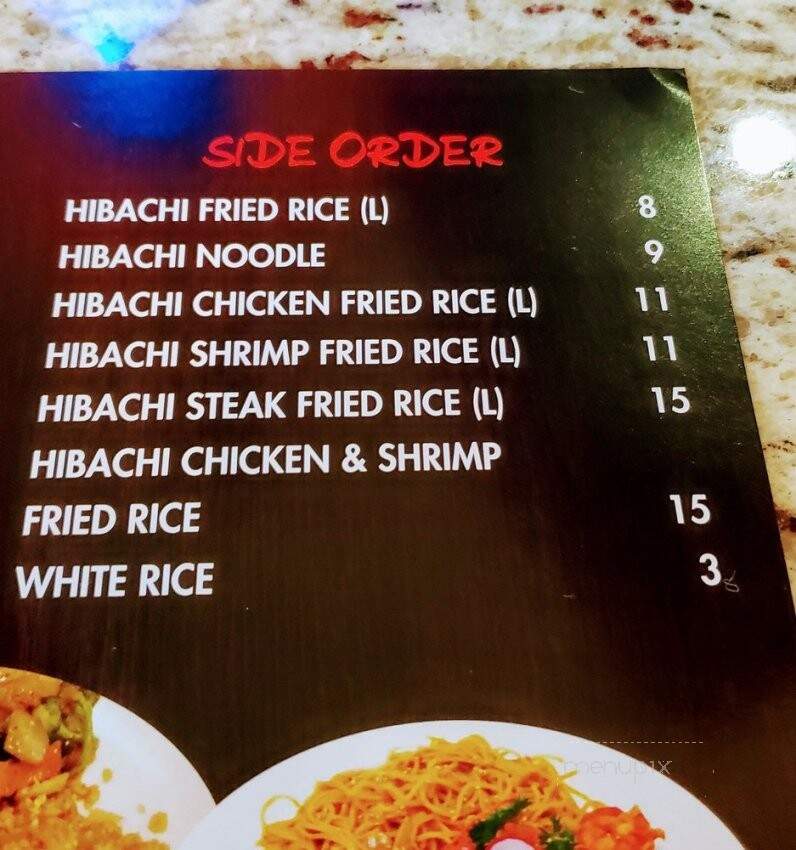 SIDE ORDER
HIBACHI FRIED RICE (L) 8
HIBACHI NOODLE 9
HIBACHI CHICKEN FRIED RICE (L) 11
HIBACHI SHRIMP FRIED RICE (L) 11
HIBACHI STEAK FRIED RICE (L) 15
HIBACHI CHICKEN & SHRIMP
FRIED RICE 15
WHITE RICE 3
menupix